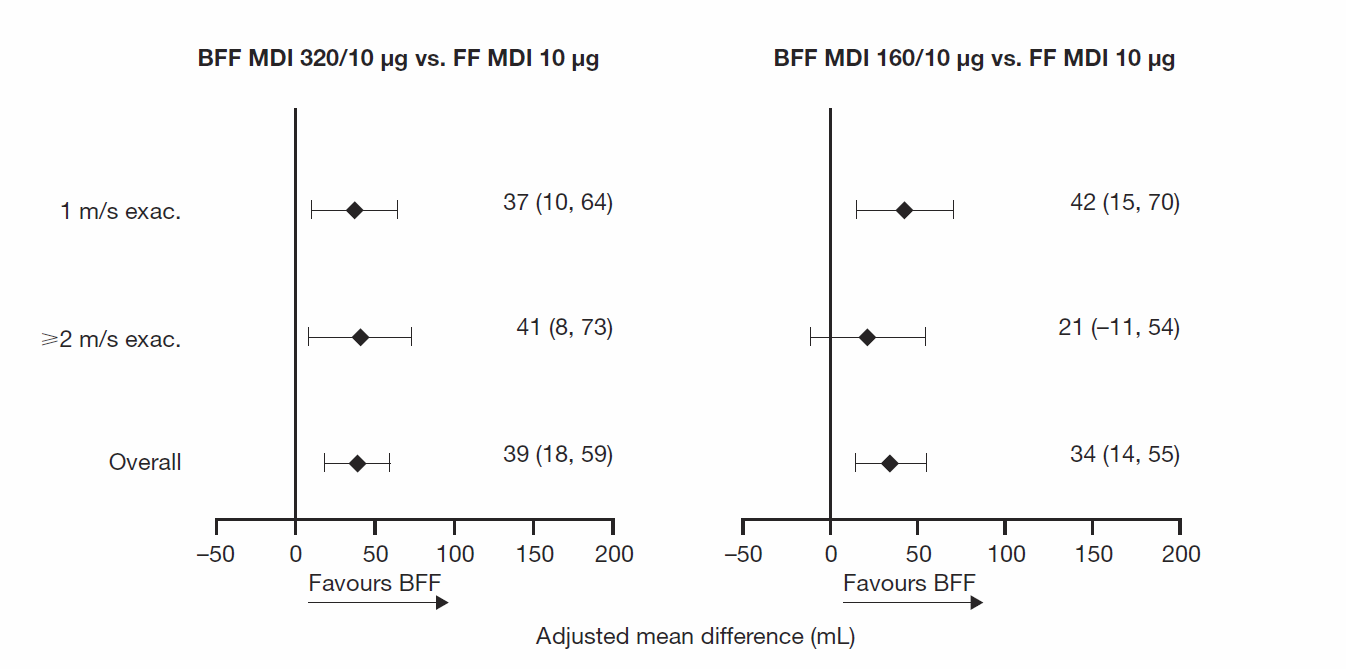 BFF MDI 320/10 µg vs. FF MDI 10 µg
BFF MDI 160/10 µg vs. FF MDI 10 µg
1 m/s exac.
37 (10, 64)
42 (15, 70)
⩾2 m/s exac.
41 (8, 73)
21 (–11, 54)
Overall
39 (18, 59)
34 (14, 55)
–50 0 50 100 150 200
–50 0 50 100 150 200
Favours BFF
Favours BFF
Adjusted mean difference (mL)